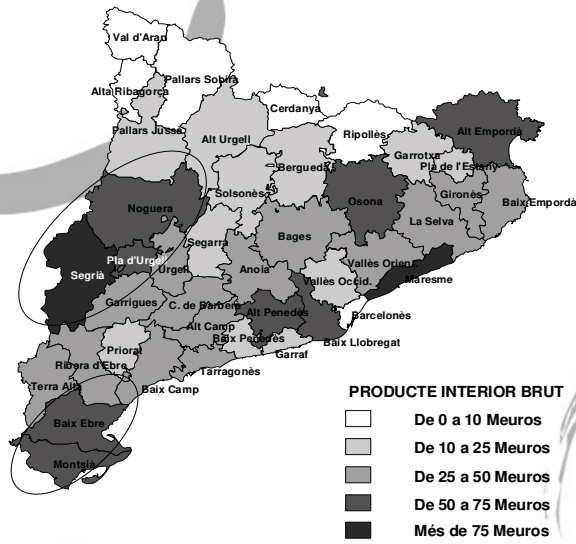 Val d'Aran
Pallars Sobirà
Alta Ribagorça
Cerdanya
Pallars Jussà
Alt Urgell
Ripollès
Alt Empordà
Garrotxa
Berguedà
Pla de l'Estany
Solsonès
Noguera
Osona
Gironès
Baix Empordà
La Selva
Segarra
Bages
Pla d'Urgell
Urgell
Segrià
Anoia
Vallès Orient.
Vallès Occid.
Maresme
Garrigues
C. de Barberà
Alt Penedès
Barcelonès
Alt Camp
Baix Penedès
Baix Llobregat
Garraf
Priorat
Ribera d'Ebre
Tarragonès
Terra Alta
Baix Camp
Baix Ebre
Montsià
PRODUCTE INTERIOR BRUT
De 0 a 10 Meuros
De 10 a 25 Meuros
De 25 a 50 Meuros
De 50 a 75 Meuros
Més de 75 Meuros